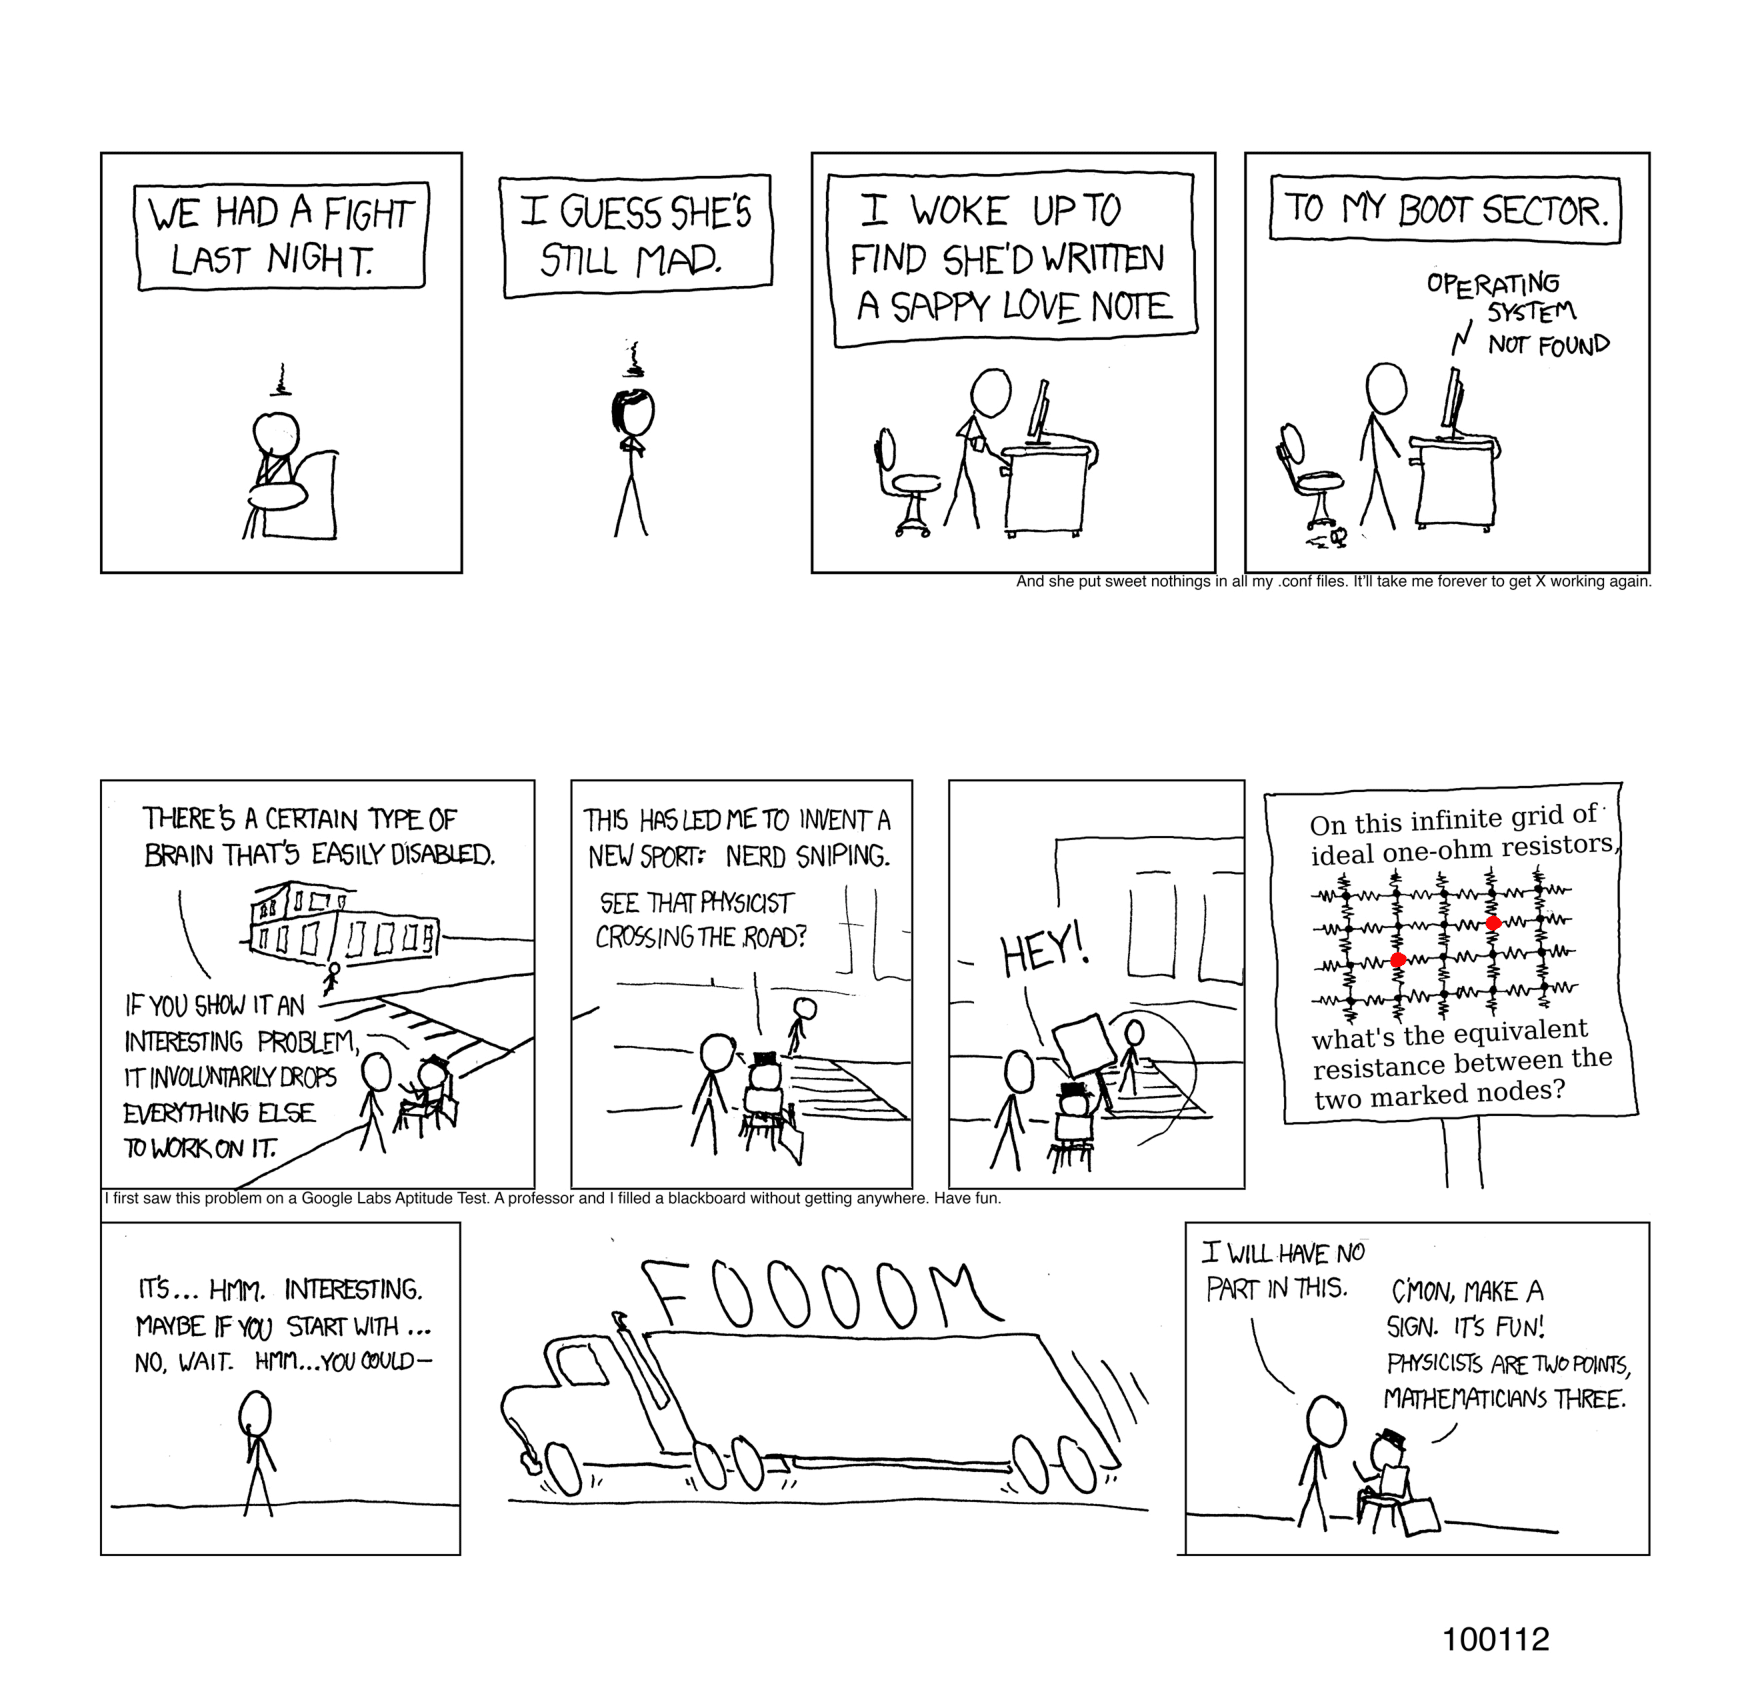 WE HAD A FIGHT
LAST NIGHT.
I GUESS SHE'S
STILL MAD.
I WOKE UP TO
FIND SHE'D WRITTEN
A SAPPY LOVE NOTE
TO MY BOOT SECTOR.
OPERATING
SYSTEM
NOT FOUND
And she put sweet nothings in all my .conf files. It'll take me forever to get X working again.
THERE'S A CERTAIN TYPE OF
BRAIN THAT'S EASILY DISABLED.
IF YOU SHOW IT AN
INTERESTING PROBLEM,
IT INVOLUNTARILY DROPS
EVERYTHING ELSE
TO WORK ON IT.
THIS HAS LED ME TO INVENT A
NEW SPORT: NERD SNIPING.
SEE THAT PHYSICIST
CROSSING THE ROAD?
HEY!
On this infinite grid of
ideal one-ohm resistors,
what's the equivalent
resistance between the
two marked nodes?
I first saw this problem on a Google Labs Aptitude Test. A professor and I filled a blackboard without getting anywhere. Have fun.
IT'S... HMM. INTERESTING.
MAYBE IF YOU START WITH ...
NO, WAIT. HMM...YOU COULD—
FOOOOM
I WILL HAVE NO
PART IN THIS.
C'MON, MAKE A
SIGN. IT'S FUN!
PHYSICISTS ARE TWO POINTS,
MATHEMATICIANS THREE.
100112